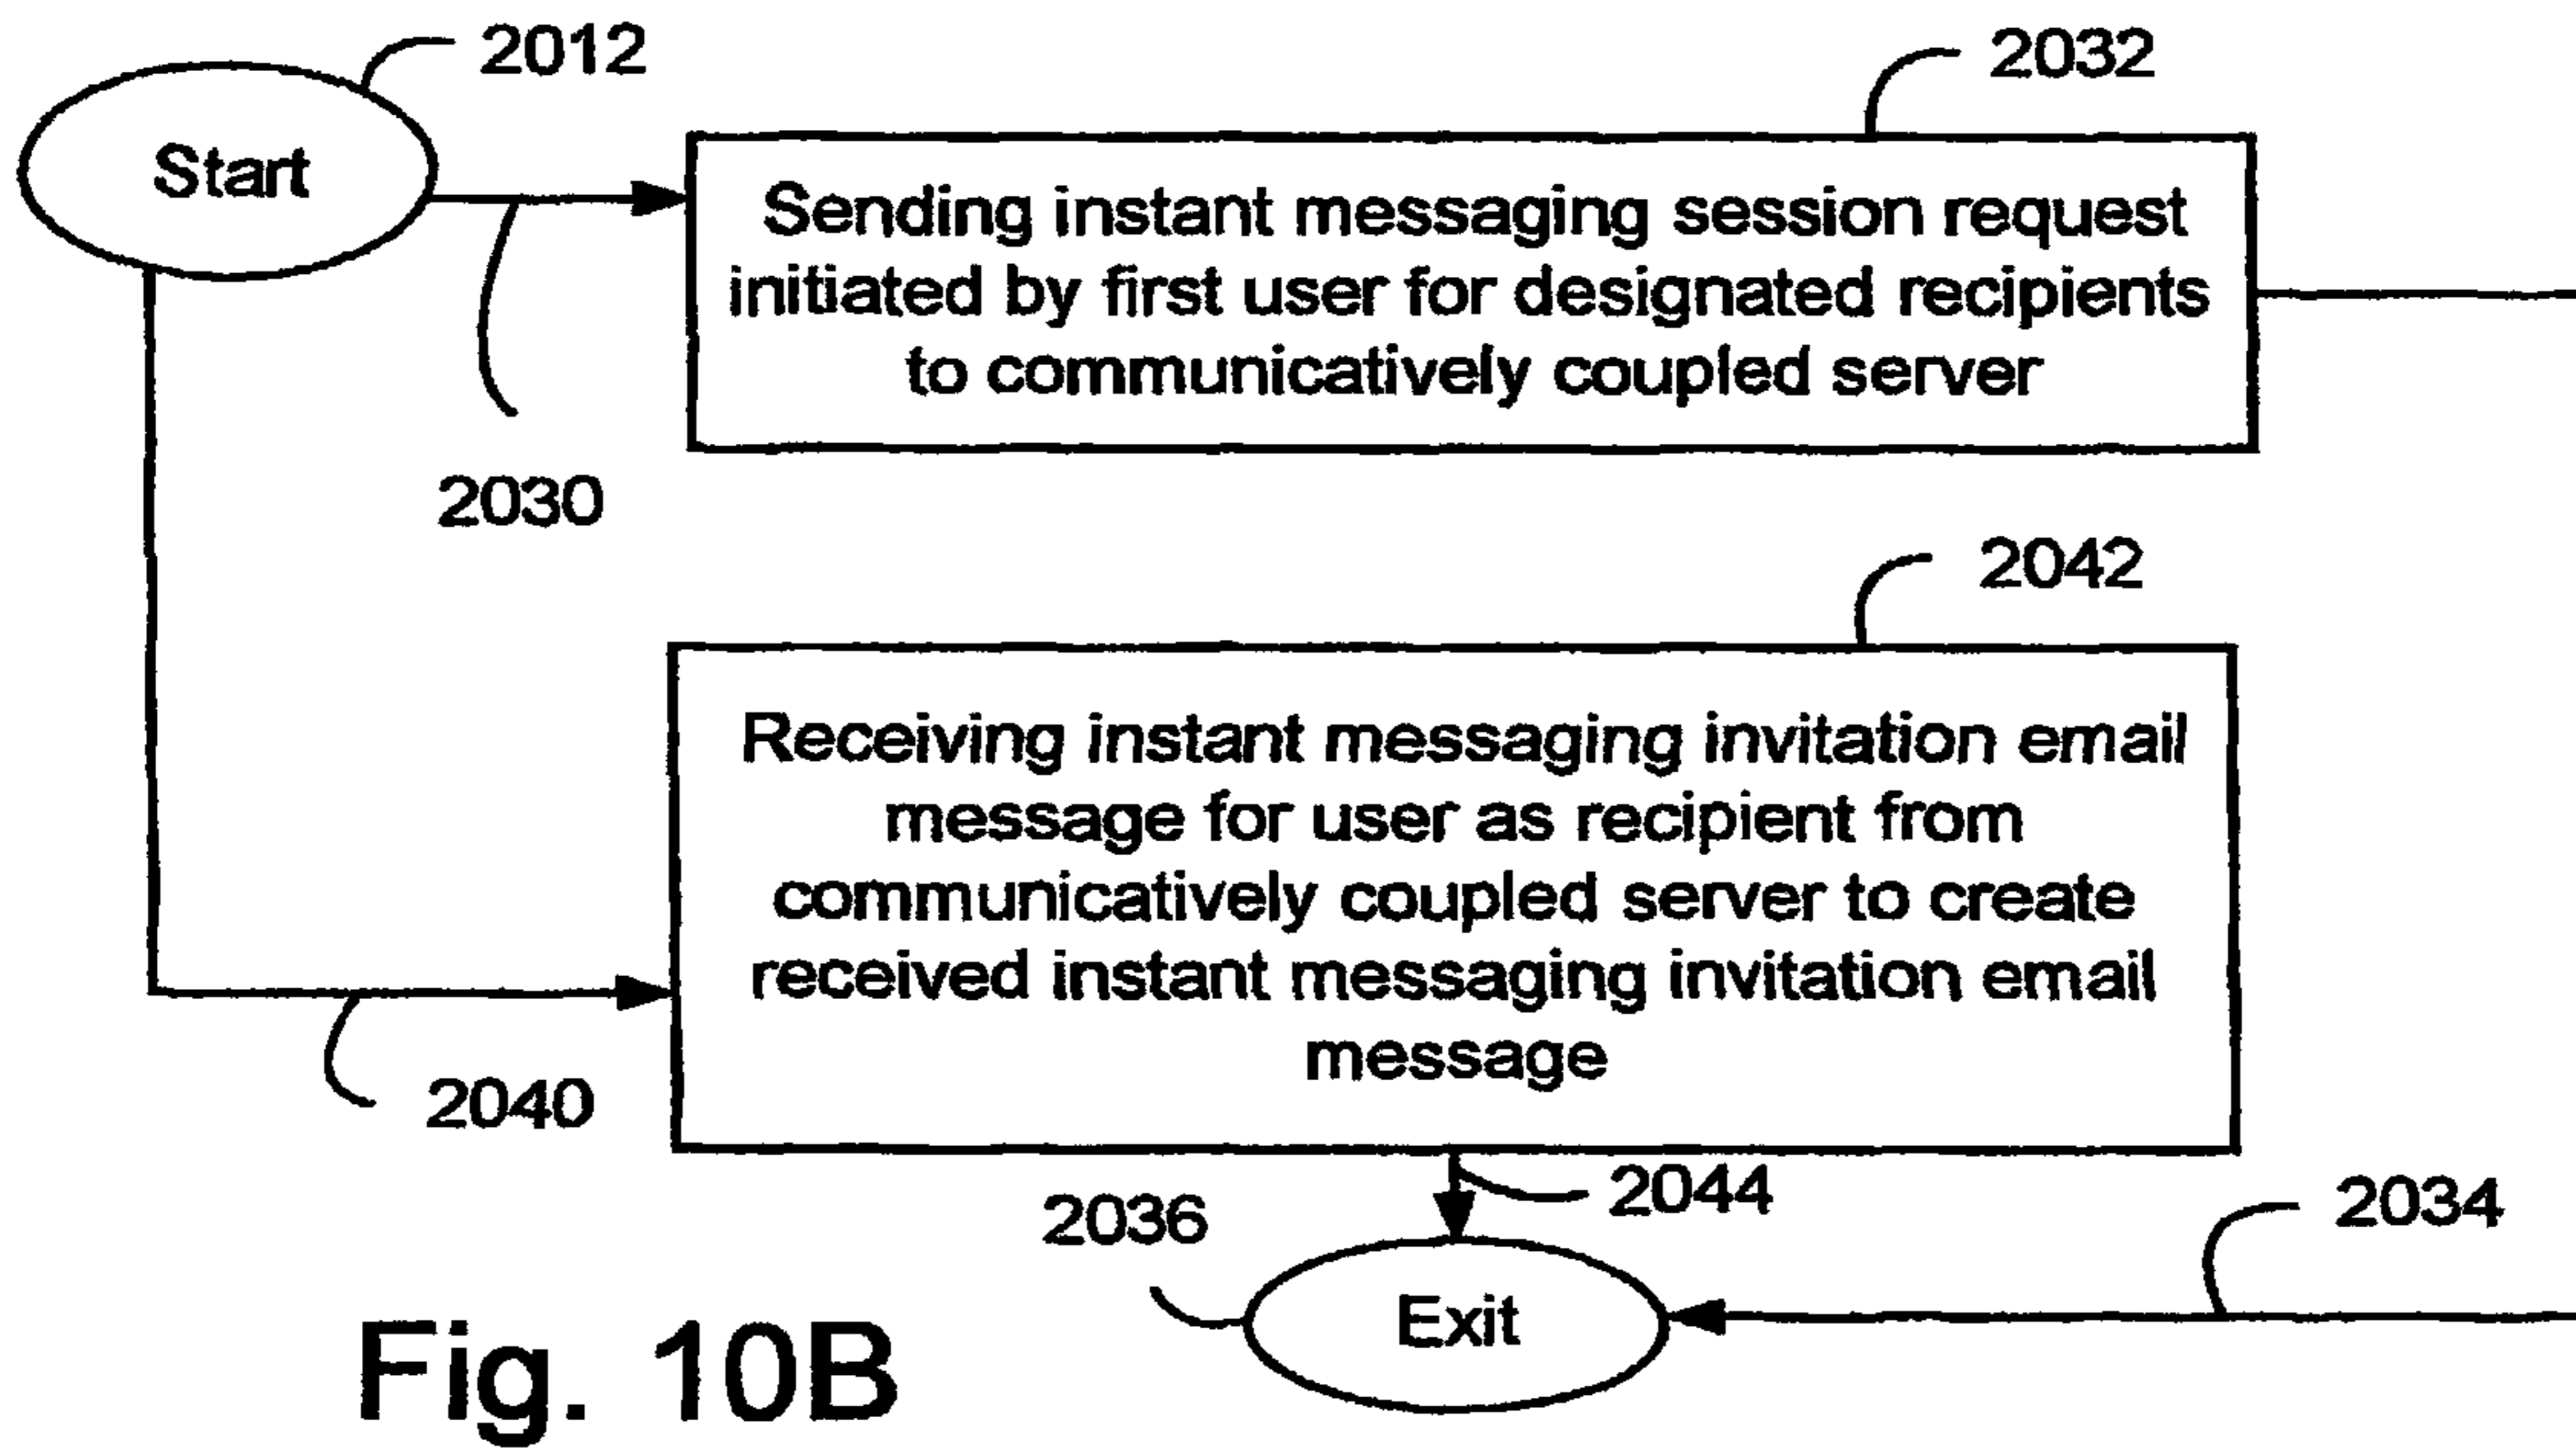 2012
2032
Start
Sending instant messaging session request
initiated by first user for designated recipients
to communicatively coupled server
2030
2042
Receiving instant messaging invitation email
message for user as recipient from
communicatively coupled server to create
received instant messaging invitation email
message
2040
2044
2036
2034
Exit
Fig. 10B